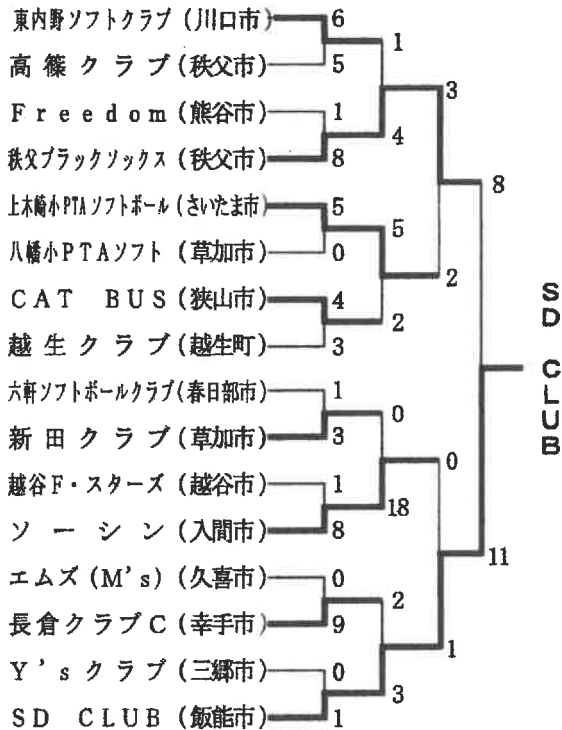 東内野ソフトクラブ (川口市) 6
高篠クラブ (秩父市) 5
1
Freedom (熊谷市) 1
秩父ブラックソックス (秩父市) 8
4
3
上木崎小PTAソフトボール (さいたま市) 5
八幡小PTAソフト (草加市) 0
5
CAT BUS (狭山市) 4
越生クラブ (越生町) 3
2
2
8
六軒ソフトボールクラブ (春日部市) 1
新田クラブ (草加市) 3
0
越谷F・スターズ (越谷市) 1
ソーシン (入間市) 8
18
0
エムズ(M's) (久喜市) 0
長倉クラブC (幸手市) 9
2
Y'sクラブ (三郷市) 0
SD CLUB (飯能市) 1
3
1
11
SD CLUB